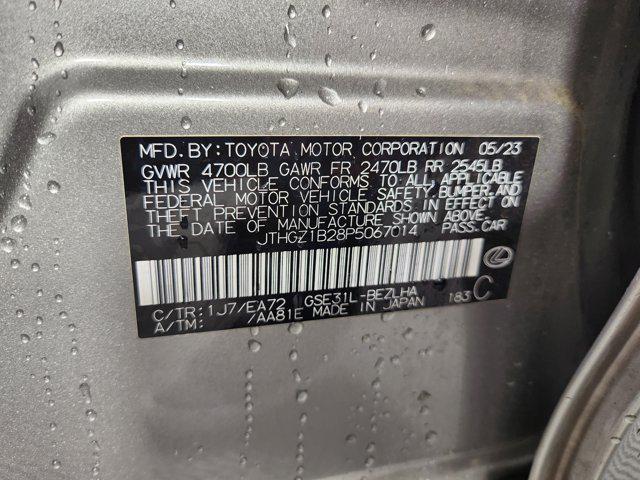 MFD.BY:TOYOTA MOTOR CORPORATION 05/23
GVWR 4700LB GAWR FR 2470LB RR 2545LB
THIS VEHICLE CONFORMS TO ALL APPLICABLE
FEDERAL MOTOR VEHICLE SAFETY,BUMPER,AND
THEFT PREVENTION STANDARDS IN EFFECT ON
THE DATE OF MANUFACTURE SHOWN ABOVE.
JTHGZ1B28P5067014 PASS.CAR
C/TR:1J7/EA72 GSE31L-BEZLHA 183 C
A/TM: /AA81E MADE IN JAPAN